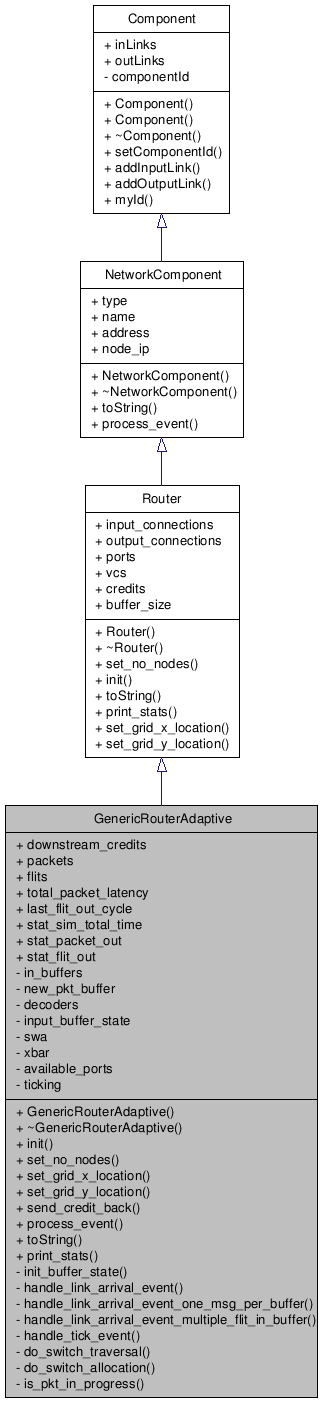 Component
+ inLinks
+ outLinks
- componentId
+ Component()
+ Component()
+ ~Component()
+ setComponentId()
+ addInputLink()
+ addOutputLink()
+ myId()
NetworkComponent
+ type
+ name
+ address
+ node_ip
+ NetworkComponent()
+ ~NetworkComponent()
+ toString()
+ process_event()
Router
+ input_connections
+ output_connections
+ ports
+ vcs
+ credits
+ buffer_size
+ Router()
+ ~Router()
+ set_no_nodes()
+ init()
+ toString()
+ print_stats()
+ set_grid_x_location()
+ set_grid_y_location()
GenericRouterAdaptive
+ downstream_credits
+ packets
+ flits
+ total_packet_latency
+ last_flit_out_cycle
+ stat_sim_total_time
+ stat_packet_out
+ stat_flit_out
- in_buffers
- new_pkt_buffer
- decoders
- input_buffer_state
- swa
- xbar
- available_ports
- ticking
+ GenericRouterAdaptive()
+ ~GenericRouterAdaptive()
+ init()
+ set_no_nodes()
+ set_grid_x_location()
+ set_grid_y_location()
+ send_credit_back()
+ process_event()
+ toString()
+ print_stats()
- init_buffer_state()
- handle_link_arrival_event()
- handle_link_arrival_event_one_msg_per_buffer()
- handle_link_arrival_event_multiple_flit_in_buffer()
- handle_tick_event()
- do_switch_traversal()
- do_switch_allocation()
- is_pkt_in_progress()